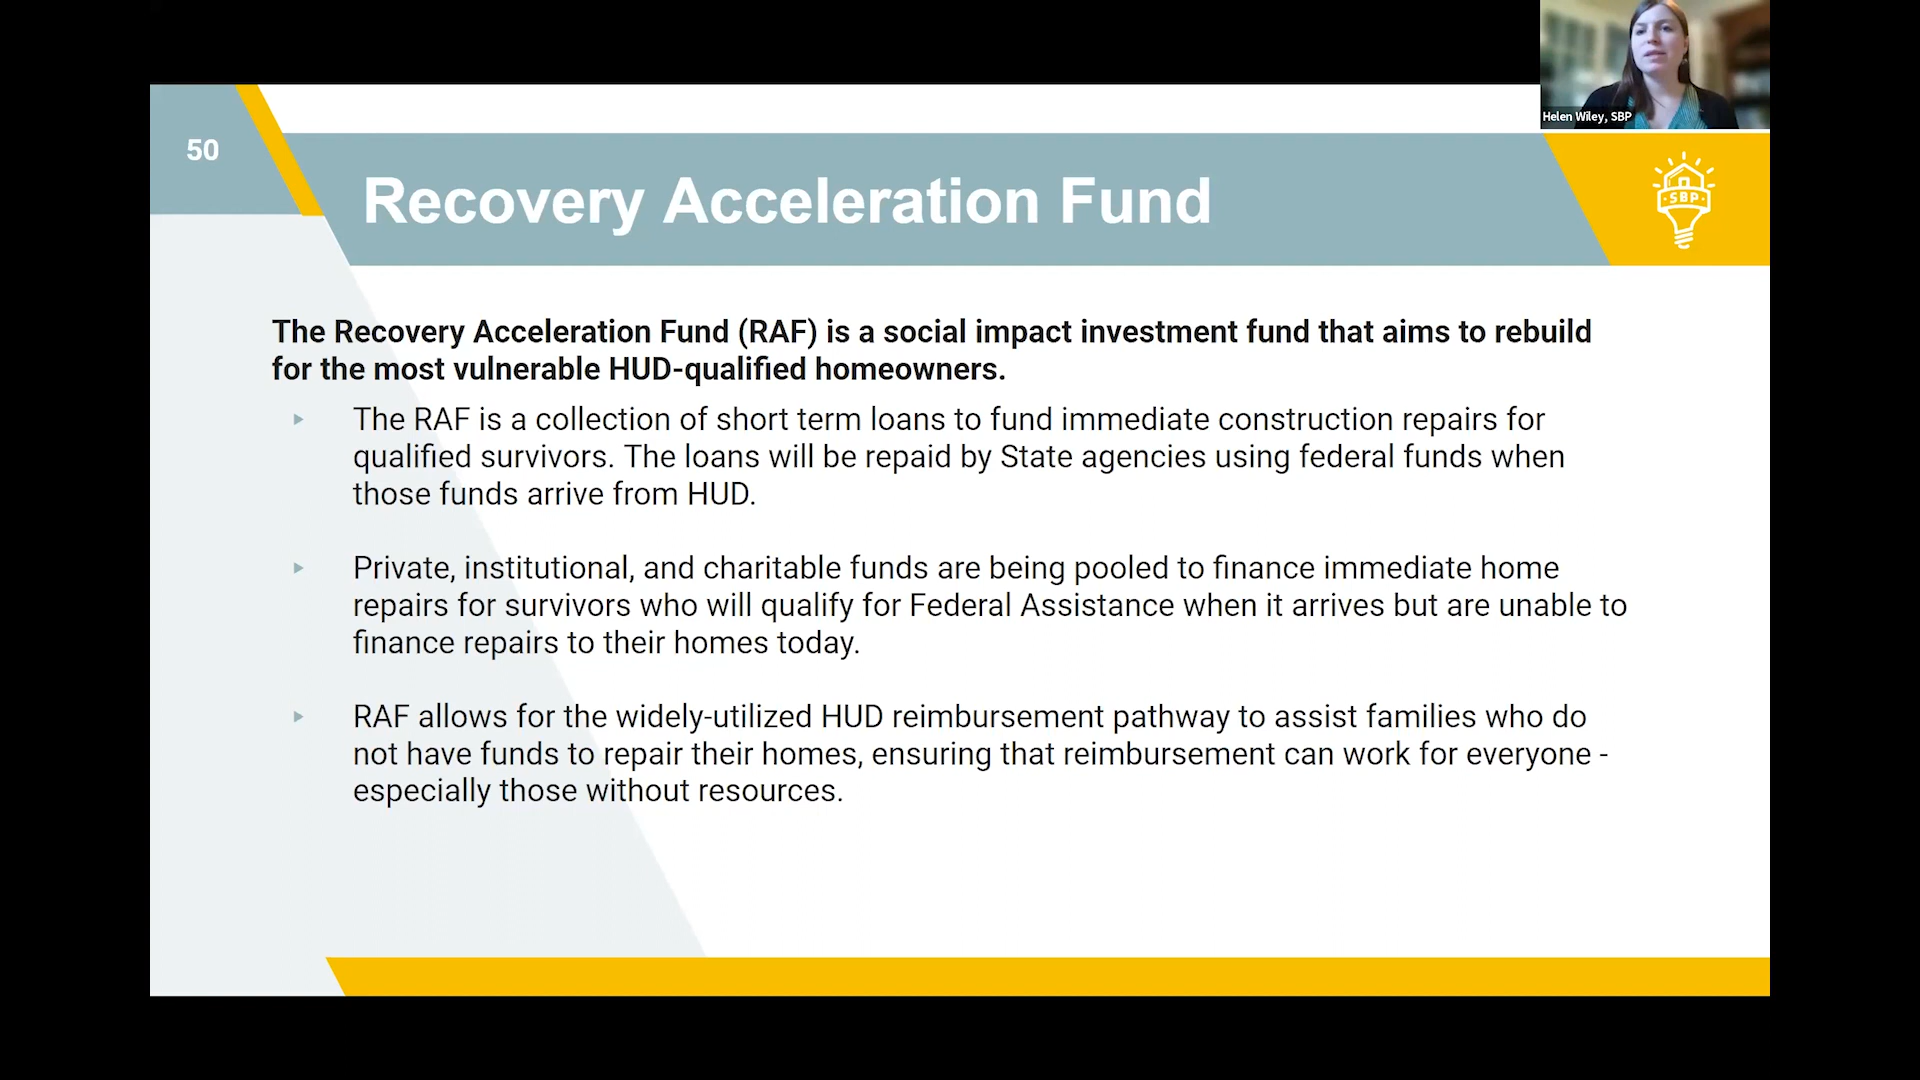 Helen Wiley, SBP
50
Recovery Acceleration Fund
SBP
The Recovery Acceleration Fund (RAF) is a social impact investment fund that aims to rebuild
for the most vulnerable HUD-qualified homeowners.
The RAF is a collection of short term loans to fund immediate construction repairs for
qualified survivors. The loans will be repaid by State agencies using federal funds when
those funds arrive from HUD.
Private, institutional, and charitable funds are being pooled to finance immediate home
repairs for survivors who will qualify for Federal Assistance when it arrives but are unable to
finance repairs to their homes today.
RAF allows for the widely-utilized HUD reimbursement pathway to assist families who do
not have funds to repair their homes, ensuring that reimbursement can work for everyone -
especially those without resources.